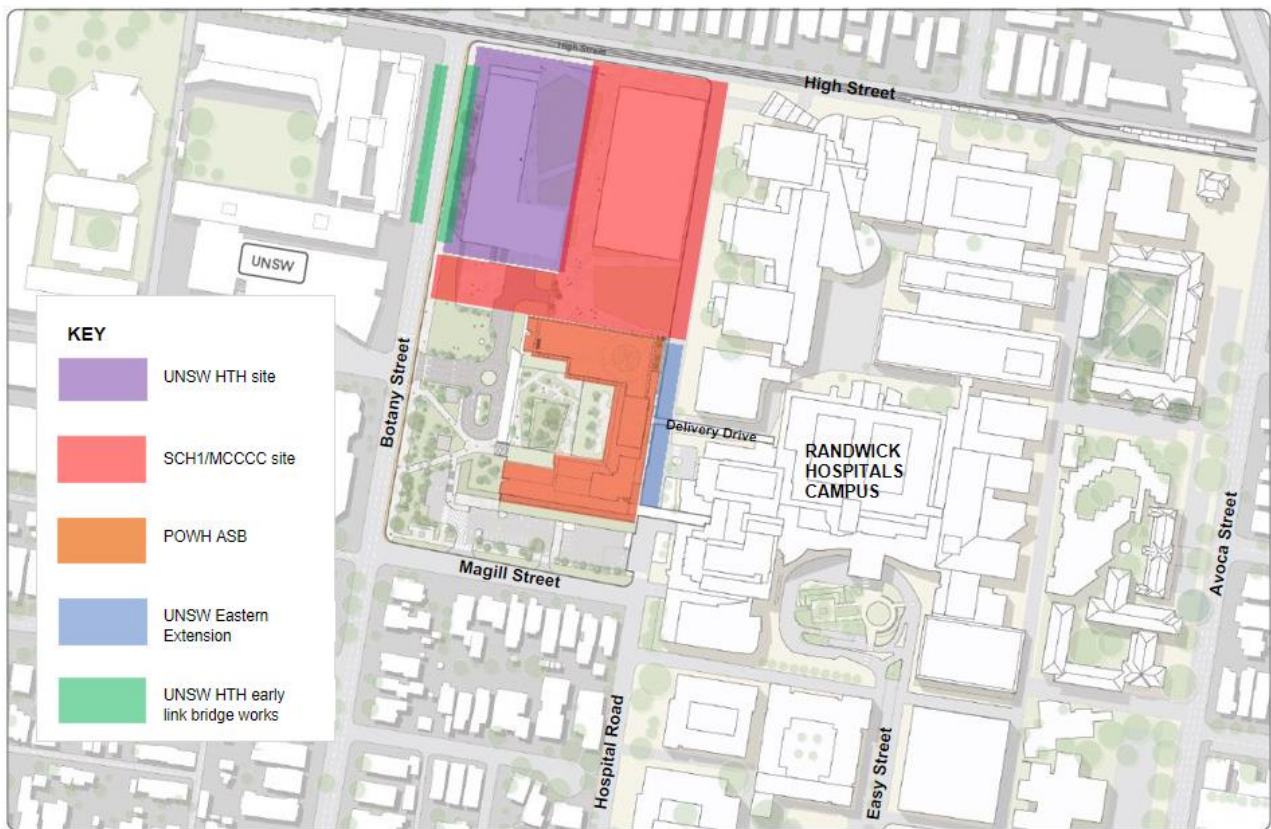 High Street
High Street
UNSW
KEY
UNSW HTH site
SCH1/MCCCC site
POWH ASB
UNSW Eastern
Extension
UNSW HTH early
link bridge works
Botany Street
Delivery Drive
RANDWICK
HOSPITALS
CAMPUS
Magill Street
Avoca Street
Hospital Road
Easy Street